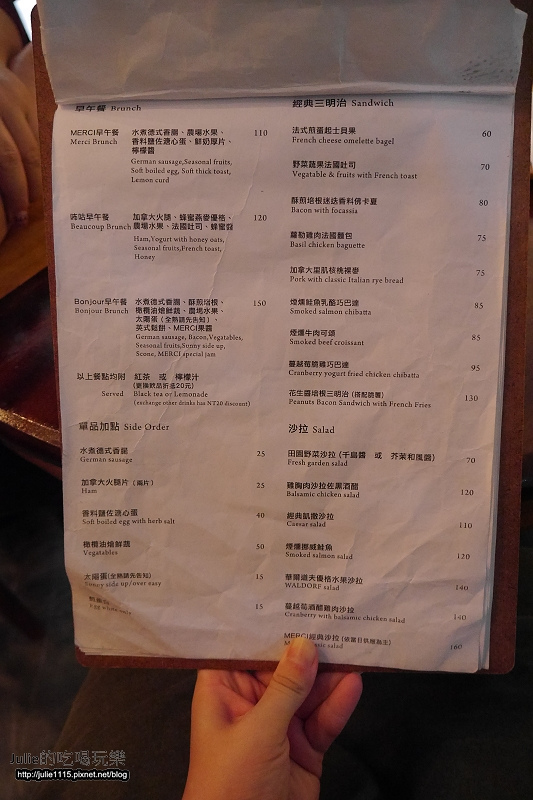 早午餐 Brunch
MERCI早午餐
Merci Brunch
水煮德式香腸、農場水果、
香料鹽佐溏心蛋、鮮奶厚片、
檸檬醬
110
German sausage,Seasonal fruits,
Soft boiled egg, Soft thick toast,
Lemon curd
早午餐
Beaucoup Brunch
加拿大火腿、蜂蜜燕麥優格、
農場水果、法國吐司、蜂蜜
120
Ham,Yogurt with honey oats,
Seasonal fruits,French toast,
Honey
Bonjour早午餐
Bonjour Brunch
水煮德式香腸、酥煎培根、
橄欖油燴鮮蔬、農場水果、
太陽蛋(全熟請先告知)、
英式鬆餅、MERCI果醬
150
German sausage, Bacon,Vegatables,
Seasonal fruits,Sunny side up,
Scone, MERCI special jam
以上餐點均附
Served
紅茶 或 檸檬汁
(更換飲品折抵20元)
Black tea or Lemonade
(exchange other drinks has NT20 discount)
單品加點 Side Order
水煮德式香腸 25
German sausage
加拿大火腿片 (兩片) 25
Ham
香料鹽佐溏心蛋 40
Soft boiled egg with herb salt
橄欖油燴鮮蔬 50
Vegatables
太陽蛋(全熟請先告知) 15
Sunny side up/over easy
15
經典三明治 Sandwich
法式煎蛋起士貝果 60
French cheese omelette bagel
野菜蔬果法國吐司 70
Vegatable & fruits with French toast
酥煎培根迷迭香料佛卡夏 80
Bacon with focassia
羅勒雞肉法國麵包 75
Basil chicken baguette
加拿大里肌核桃裸麥 75
Pork with classic Italian rye bread
煙燻鮭魚乳酪巧巴達 85
Smoked salmon chibatta
煙燻牛肉可頌 85
Smoked beef croissant
蔓越莓脆雞巧巴達 95
Cranberry yogurt fried chicken chibatta
花生醬培根三明治 (搭配脆薯) 130
Peanuts Bacon Sandwich with French Fries
沙拉 Salad
田園野菜沙拉 (千島醬 或 芥茉和風醬) 70
Fresh garden salad
雞胸肉沙拉佐黑酒醋 120
Balsamic chicken salad
經典凱撒沙拉 110
Caesar salad
煙燻挪威鮭魚 120
Smoked salmon salad
華爾道夫優格水果沙拉 140
WALDORF salad
蔓越莓酒醋雞肉沙拉 140
Cranberry with balsamic chicken salad
MERCI經典沙拉 (依當日供應為主) 160
salad
Julie的吃喝玩樂
http://julie1115.pixnet.net/blog